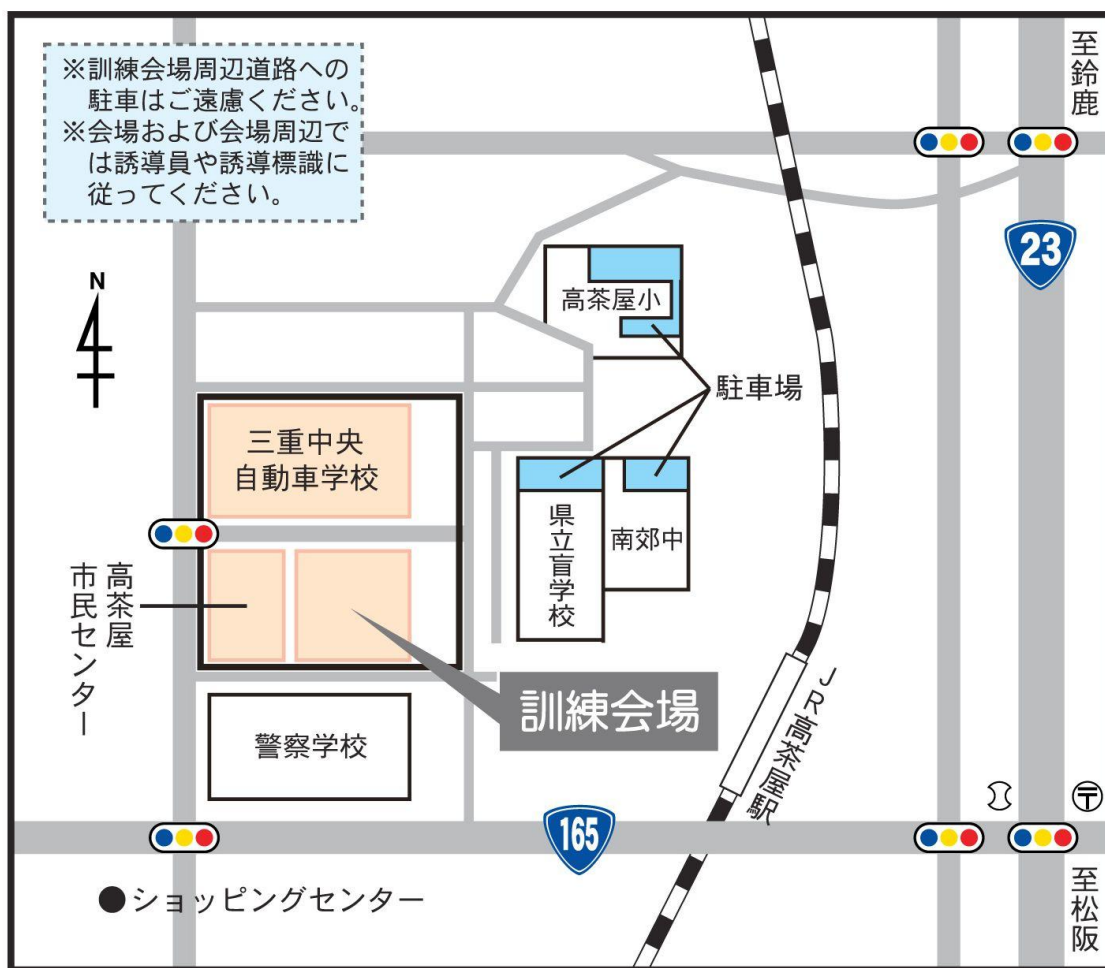 ※訓練会場周辺道路への
駐車はご遠慮ください。
※会場および会場周辺で
は誘導員や誘導標識に
従ってください。
至鈴鹿
23
N
高茶屋小
駐車場
三重中央
自動車学校
県立盲学校
南郊中
高茶屋
市民センター
訓練会場
警察学校
JR高茶屋駅
〒
165
至松阪
●ショッピングセンター